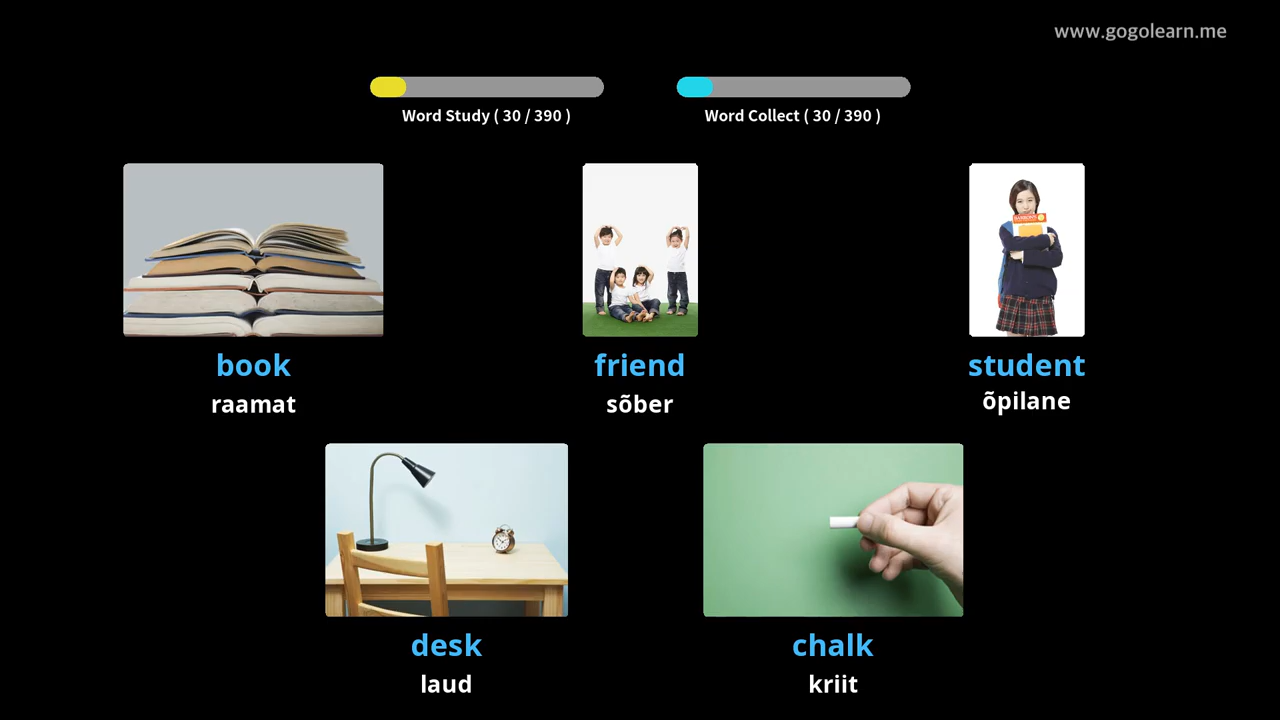 www.gogolearn.me
Word Study ( 30 / 390 )
Word Collect ( 30 / 390 )
book
raamat
friend
sõber
student
õpilane
desk
laud
chalk
kriit